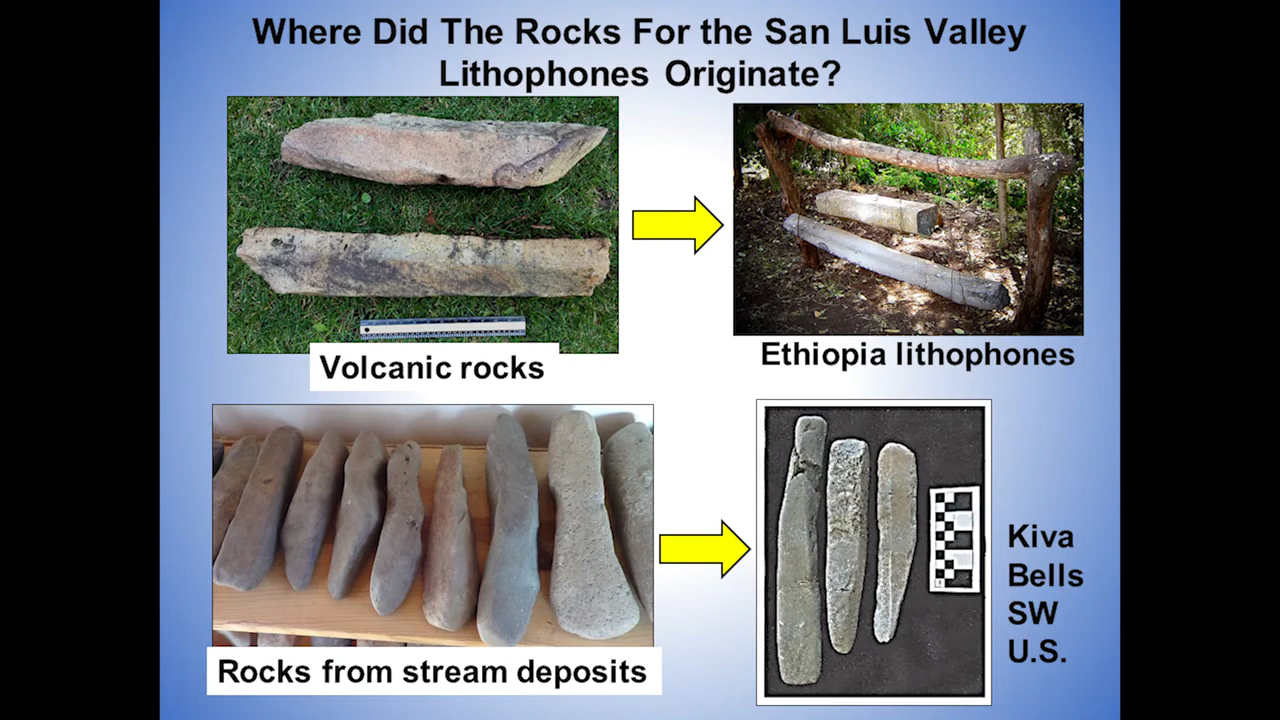 Where Did The Rocks For the San Luis Valley
Lithophones Originate?
Volcanic rocks
Ethiopia lithophones
Rocks from stream deposits
Kiva
Bells
SW
U.S.